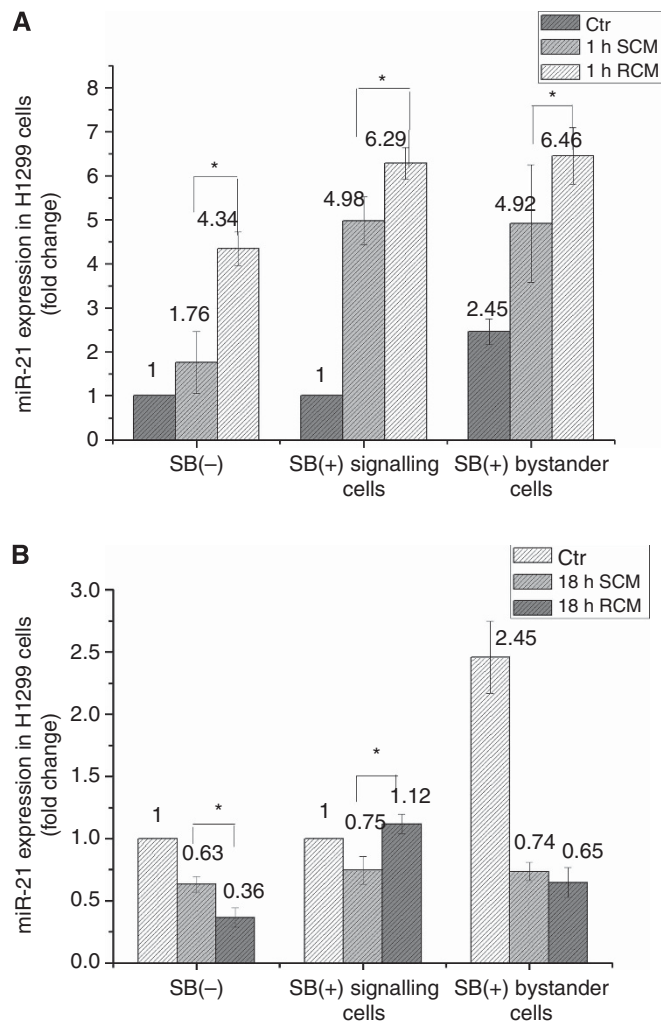 A
Ctr
1 h SCM
1 h RCM
miR-21 expression in H1299 cells
(fold change)
8
7
6
5
4
3
2
1
0
1
1.76
4.34
*
1
4.98
6.29
*
2.45
4.92
6.46
*
SB(–)
SB(+) signalling
cells
SB(+) bystander
cells
B
Ctr
18 h SCM
18 h RCM
miR-21 expression in H1299 cells
(fold change)
3.0
2.5
2.0
1.5
1.0
0.5
0.0
1
0.63
0.36
*
1
0.75
1.12
*
2.45
0.74
0.65
SB(–)
SB(+) signalling
cells
SB(+) bystander
cells